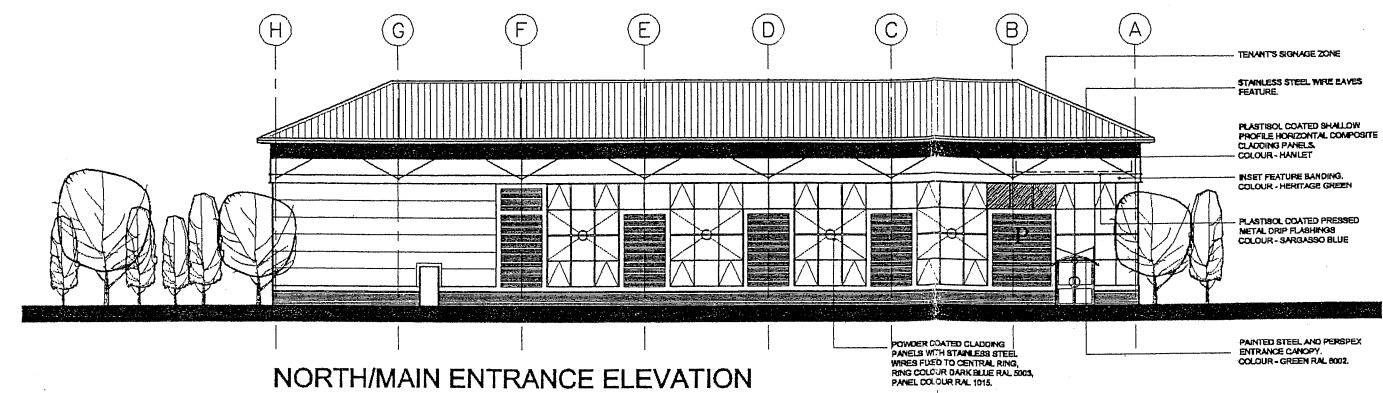 H G F E D C B A
TENANT'S SIGNAGE ZONE
STAINLESS STEEL WIRE EAVES
FEATURE.
PLASTISOL COATED SHALLOW
PROFILE HORIZONTAL COMPOSITE
CLADDING PANELS.
COLOUR - HAMLET
INSET FEATURE BANDING.
COLOUR - HERITAGE GREEN
PLASTISOL COATED PRESSED
METAL DRIP FLASHINGS
COLOUR - SARGASSO BLUE
P
POWDER COATED CLADDING
PANELS WITH STAINLESS STEEL
WIRES FIXED TO CENTRAL RING,
RING COLOUR DARK BLUE RAL 5003,
PANEL COLOUR RAL 1015.
PAINTED STEEL AND PERSPEX
ENTRANCE CANOPY.
COLOUR - GREEN RAL 6002.
NORTH/MAIN ENTRANCE ELEVATION